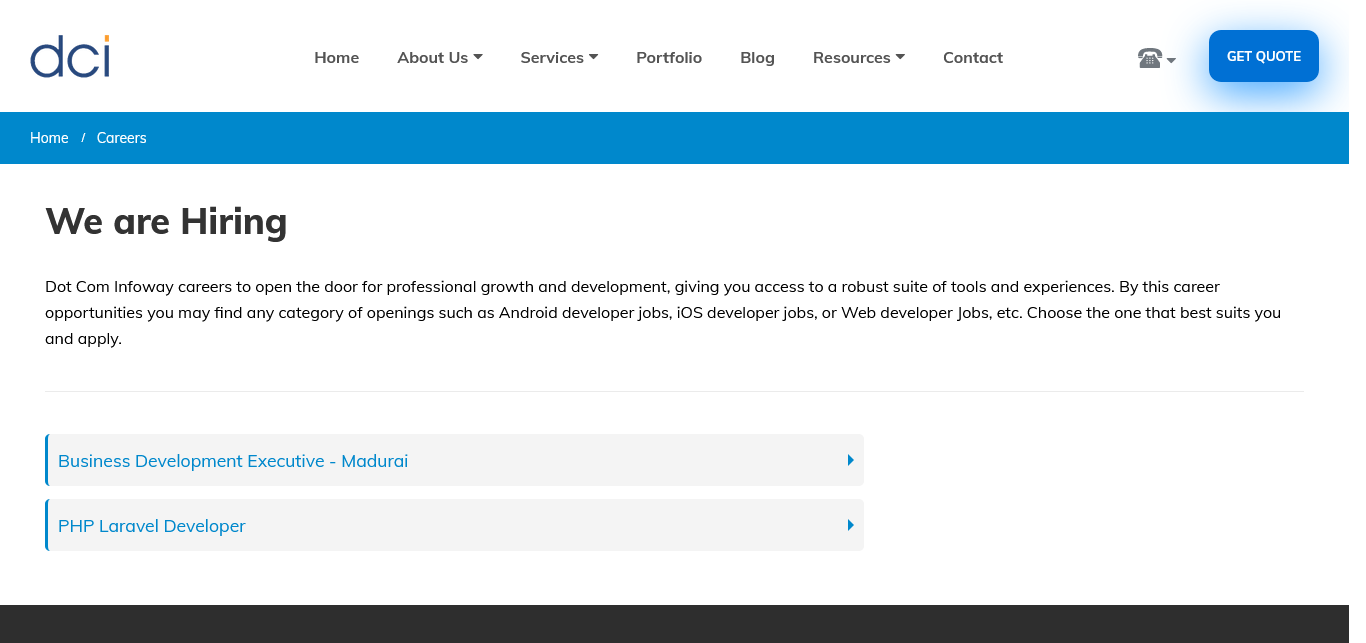 dci
Home About Us Services Portfolio Blog Resources Contact GET QUOTE
Home / Careers
We are Hiring
Dot Com Infoway careers to open the door for professional growth and development, giving you access to a robust suite of tools and experiences. By this career
opportunities you may find any category of openings such as Android developer jobs, iOS developer jobs, or Web developer Jobs, etc. Choose the one that best suits you
and apply.
Business Development Executive - Madurai
PHP Laravel Developer